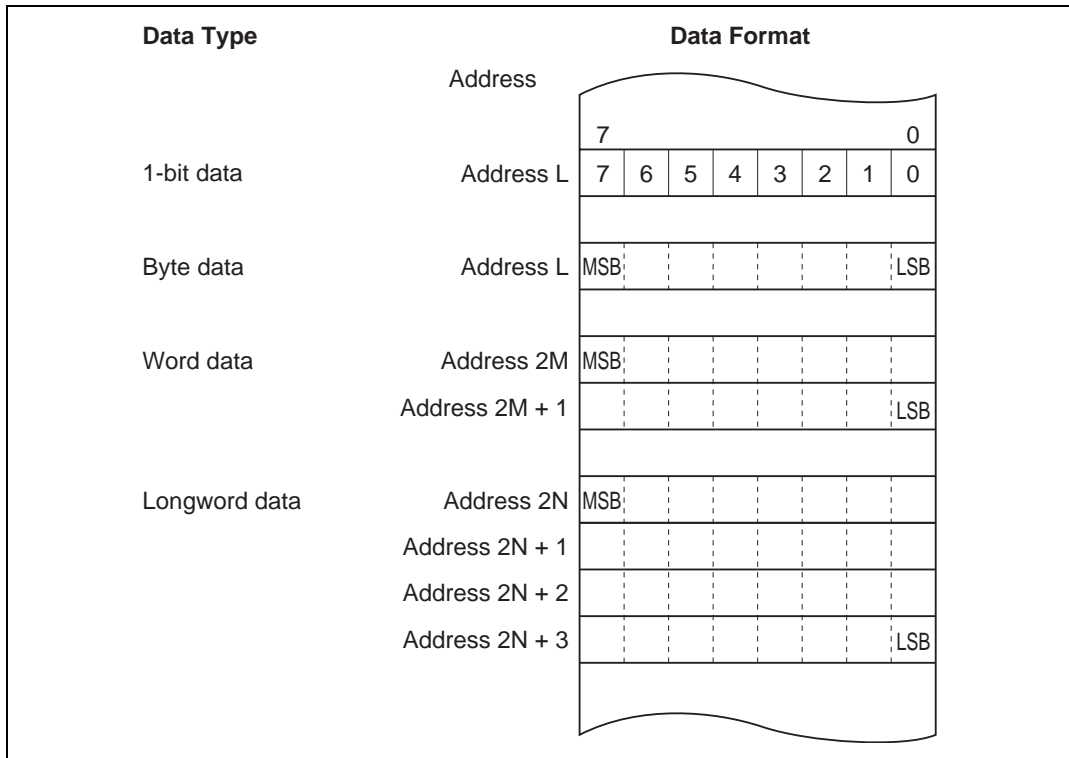 Data Type Data Format
Address
7 0
1-bit data Address L 7 6 5 4 3 2 1 0
Byte data Address L MSB LSB
Word data Address 2M MSB
Address 2M + 1 LSB
Longword data Address 2N MSB
Address 2N + 1
Address 2N + 2
Address 2N + 3 LSB